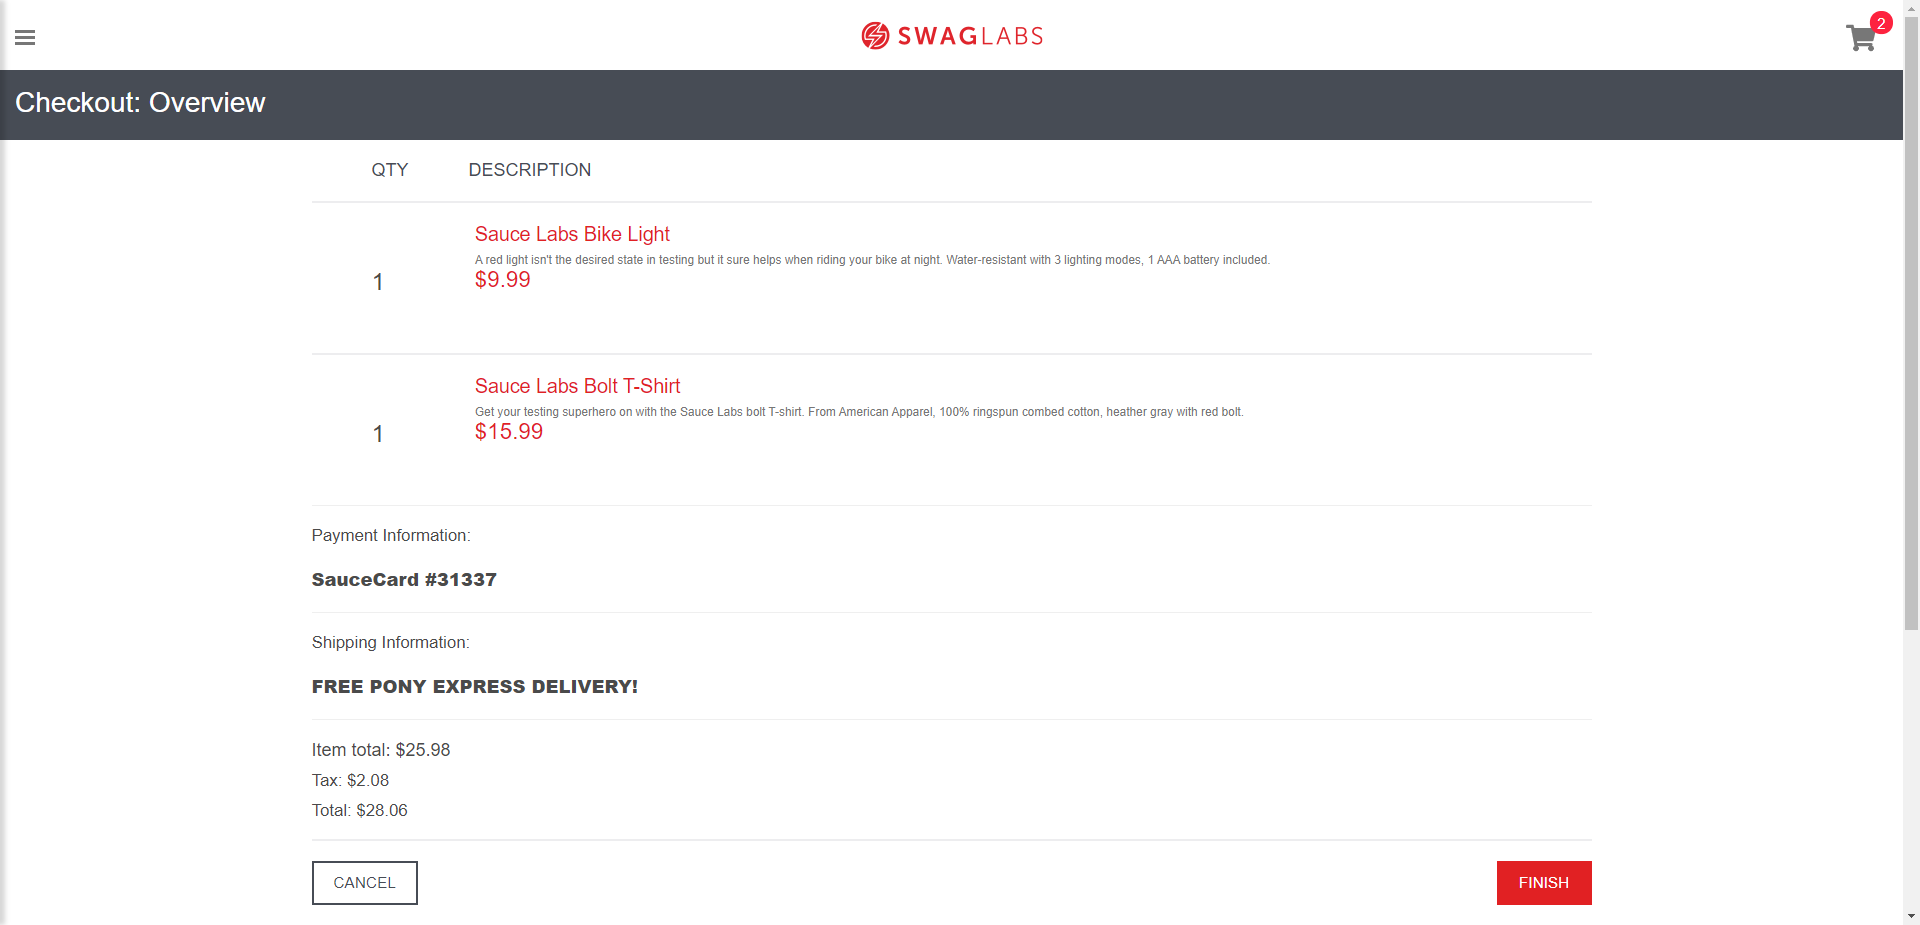 SWAGLABS
2
Checkout: Overview
QTY DESCRIPTION
Sauce Labs Bike Light
A red light isn't the desired state in testing but it sure helps when riding your bike at night. Water-resistant with 3 lighting modes, 1 AAA battery included.
1 $9.99
Sauce Labs Bolt T-Shirt
Get your testing superhero on with the Sauce Labs bolt T-shirt. From American Apparel, 100% ringspun combed cotton, heather gray with red bolt.
1 $15.99
Payment Information:
SauceCard #31337
Shipping Information:
FREE PONY EXPRESS DELIVERY!
Item total: $25.98
Tax: $2.08
Total: $28.06
CANCEL FINISH